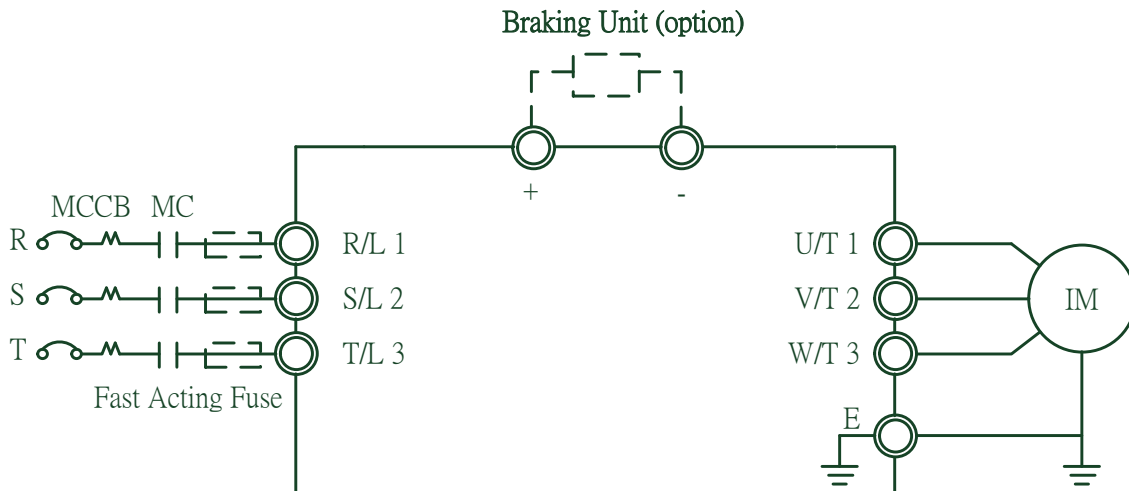 Braking Unit (option)
+ -
MCCB MC
R R/L 1 U/T 1
S S/L 2 V/T 2 IM
T T/L 3 W/T 3
Fast Acting Fuse
E